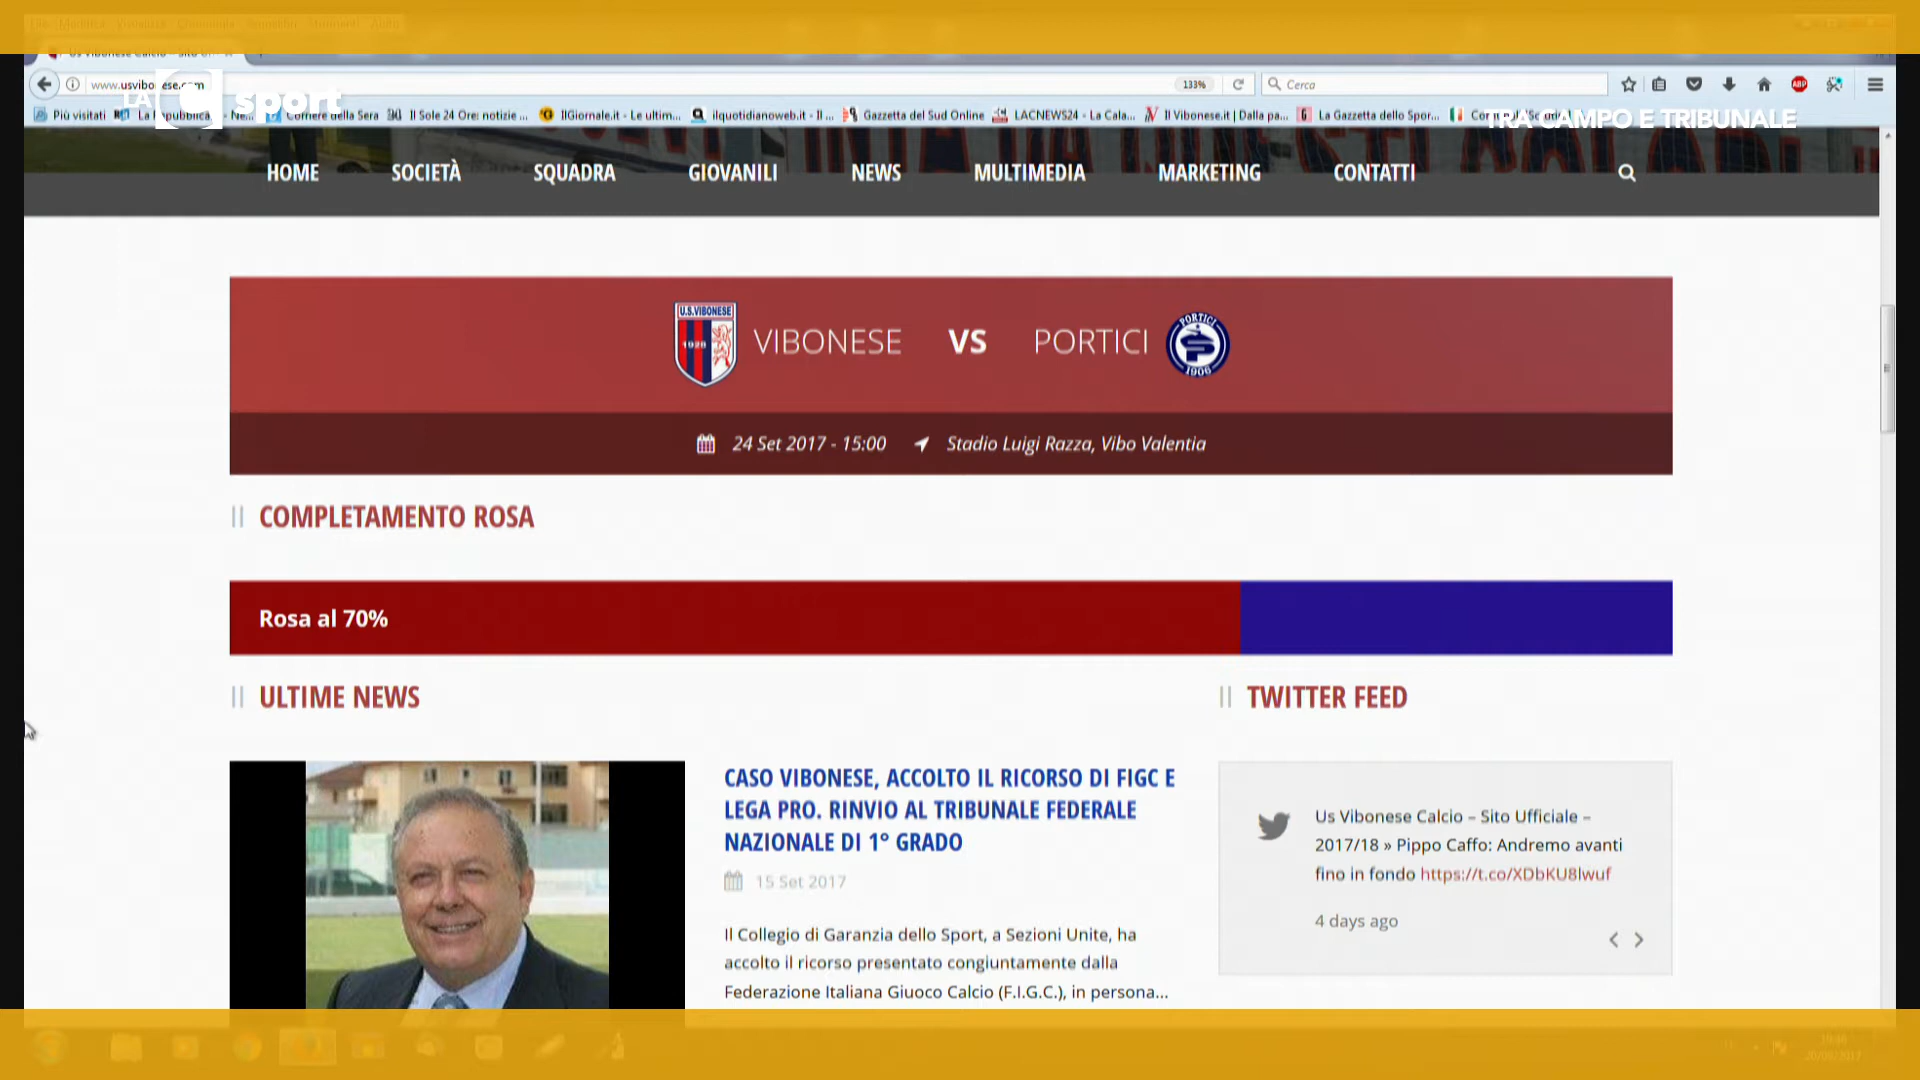 www.usvibonese.com
133%
Cerca
Più visitati
Corriere della Sera
Il Sole 24 Ore: notizie ...
IlGiornale.it - Le ultim...
ilquotidianoweb.it - Il ...
Gazzetta del Sud Online
LACNEWS24 - La Cala...
Il Vibonese.it | Dalla pa...
La Gazzetta dello Spor...
LA C sport
TRA CAMPO E TRIBUNALE
HOME SOCIETÀ SQUADRA GIOVANILI NEWS MULTIMEDIA MARKETING CONTATTI
U.S.VIBONESE
1928
VIBONESE VS PORTICI
PORTICI
1906
24 Set 2017 - 15:00 Stadio Luigi Razza, Vibo Valentia
COMPLETAMENTO ROSA
Rosa al 70%
ULTIME NEWS
CASO VIBONESE, ACCOLTO IL RICORSO DI FIGC E
LEGA PRO. RINVIO AL TRIBUNALE FEDERALE
NAZIONALE DI 1° GRADO
15 Set 2017
Il Collegio di Garanzia dello Sport, a Sezioni Unite, ha
accolto il ricorso presentato congiuntamente dalla
Federazione Italiana Giuoco Calcio (F.I.G.C.), in persona...
TWITTER FEED
Us Vibonese Calcio – Sito Ufficiale –
2017/18 » Pippo Caffo: Andremo avanti
fino in fondo https://t.co/XDbKU8lwuf
4 days ago